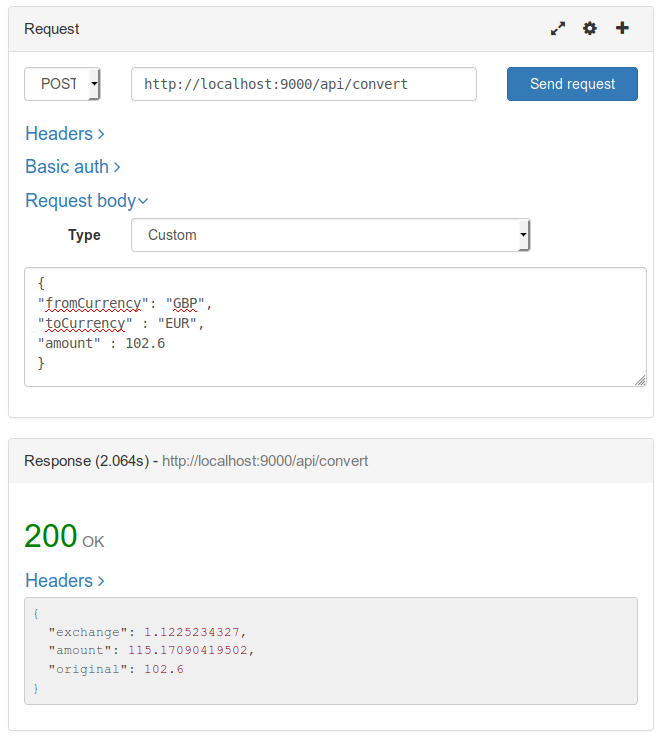 Request
POST http://localhost:9000/api/convert Send request
Headers
Basic auth
Request body
Type Custom
{
"fromCurrency": "GBP",
"toCurrency" : "EUR",
"amount" : 102.6
}
Response (2.064s) - http://localhost:9000/api/convert
200 OK
Headers
{
"exchange": 1.1225234327,
"amount": 115.17090419502,
"original": 102.6
}